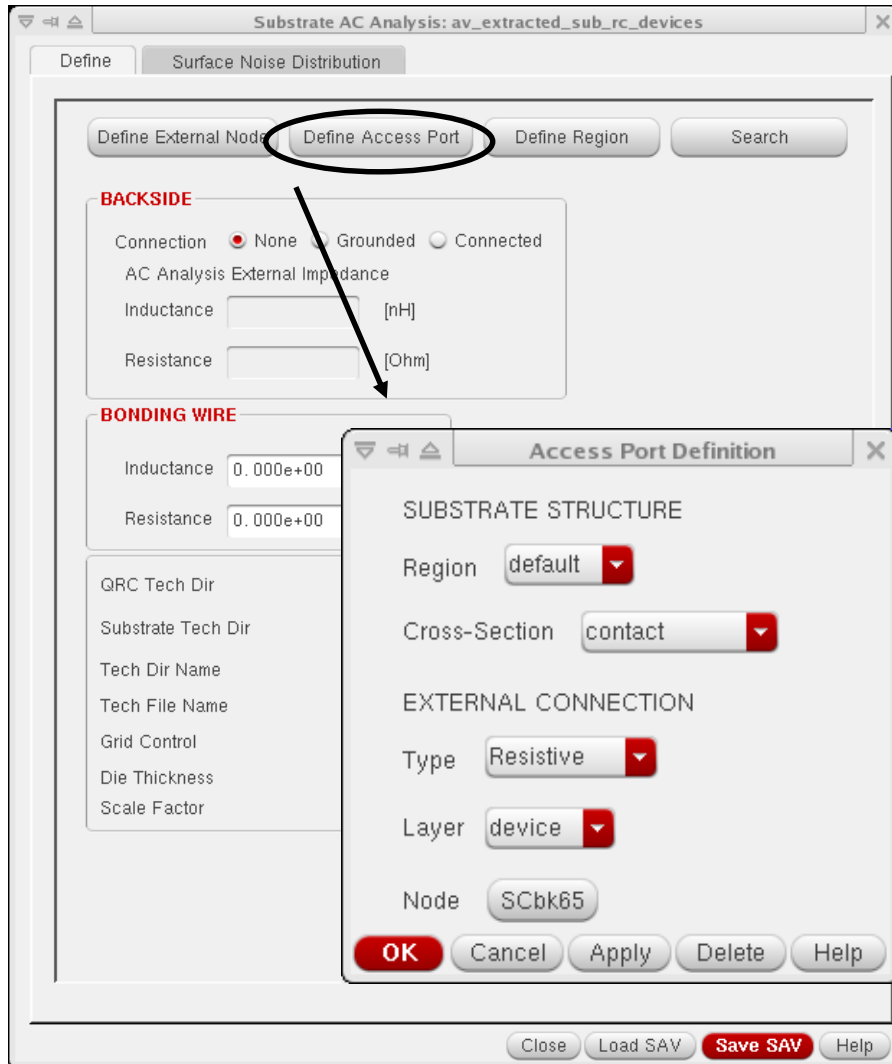 Substrate AC Analysis: av_extracted_sub_rc_devices
Define Surface Noise Distribution
Define External Node Define Access Port Define Region Search
BACKSIDE
Connection None Grounded Connected
AC Analysis External Impedance
Inductance [nH]
Resistance [Ohm]
BONDING WIRE
Inductance 0.000e+00
Resistance 0.000e+00
QRC Tech Dir
Substrate Tech Dir
Tech Dir Name
Tech File Name
Grid Control
Die Thickness
Scale Factor
Access Port Definition
SUBSTRATE STRUCTURE
Region default
Cross-Section contact
EXTERNAL CONNECTION
Type Resistive
Layer device
Node SCbk65
OK Cancel Apply Delete Help
Close Load SAV Save SAV Help